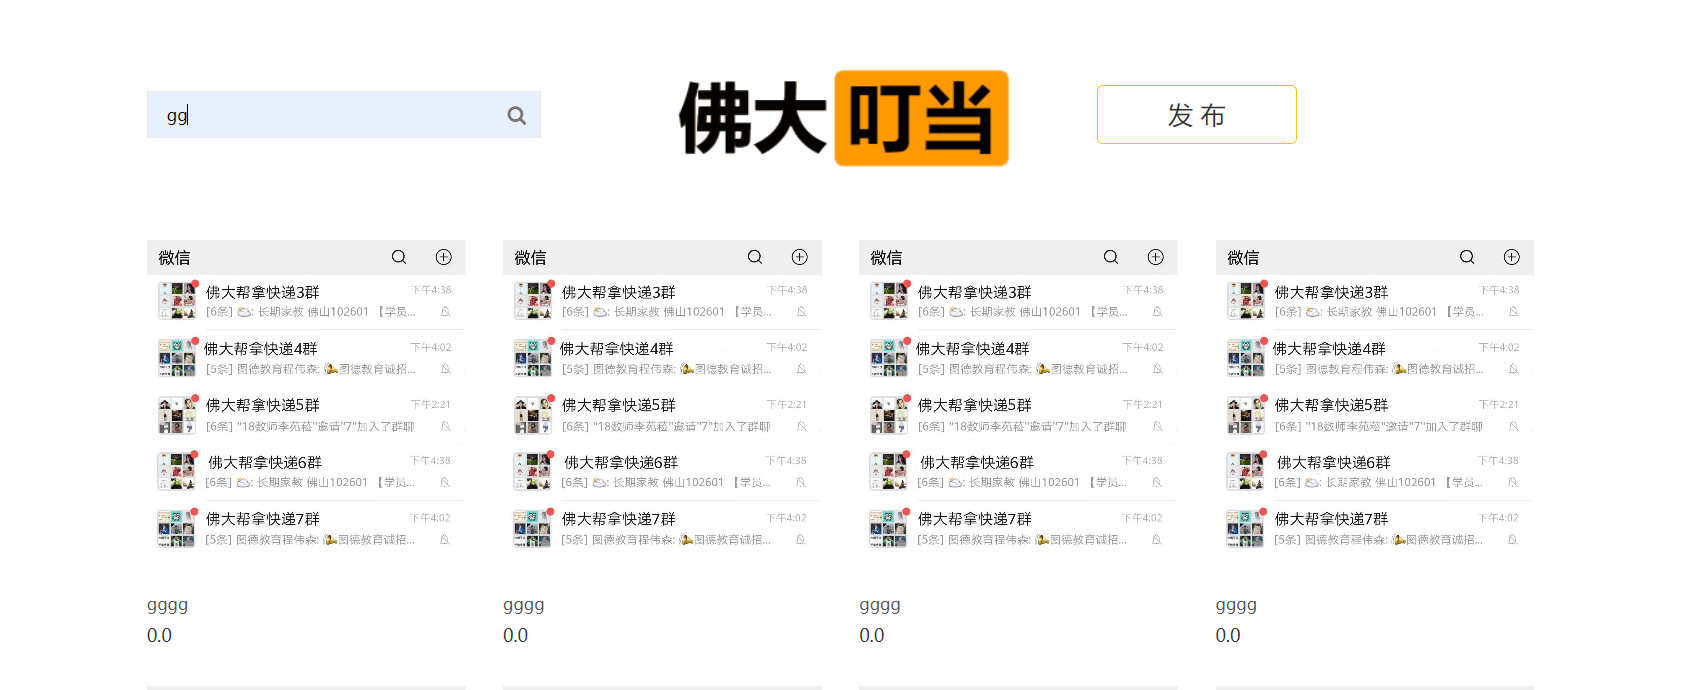 gg
佛大 叮当
发 布
微信
佛大帮拿快递3群 下午4:38
[6条] : 长期家教 佛山102601 【学员...
佛大帮拿快递4群 下午4:02
[5条] 图德教育程伟森: 图德教育诚招...
佛大帮拿快递5群 下午2:21
[6条] "18数师李苑菘"邀请"7"加入了群聊
佛大帮拿快递6群 下午4:38
[6条] : 长期家教 佛山102601 【学员...
佛大帮拿快递7群 下午4:02
[5条] 图德教育程伟森: 图德教育诚招...
gggg
0.0
微信
佛大帮拿快递3群 下午4:38
[6条] : 长期家教 佛山102601 【学员...
佛大帮拿快递4群 下午4:02
[5条] 图德教育程伟森: 图德教育诚招...
佛大帮拿快递5群 下午2:21
[6条] "18数师李苑菘"邀请"7"加入了群聊
佛大帮拿快递6群 下午4:38
[6条] : 长期家教 佛山102601 【学员...
佛大帮拿快递7群 下午4:02
[5条] 图德教育程伟森: 图德教育诚招...
gggg
0.0
微信
佛大帮拿快递3群 下午4:38
[6条] : 长期家教 佛山102601 【学员...
佛大帮拿快递4群 下午4:02
[5条] 图德教育程伟森: 图德教育诚招...
佛大帮拿快递5群 下午2:21
[6条] "18数师李苑菘"邀请"7"加入了群聊
佛大帮拿快递6群 下午4:38
[6条] : 长期家教 佛山102601 【学员...
佛大帮拿快递7群 下午4:02
[5条] 图德教育程伟森: 图德教育诚招...
gggg
0.0
微信
佛大帮拿快递3群 下午4:38
[6条] : 长期家教 佛山102601 【学员...
佛大帮拿快递4群 下午4:02
[5条] 图德教育程伟森: 图德教育诚招...
佛大帮拿快递5群 下午2:21
[6条] "18数师李苑菘"邀请"7"加入了群聊
佛大帮拿快递6群 下午4:38
[6条] : 长期家教 佛山102601 【学员...
佛大帮拿快递7群 下午4:02
[5条] 图德教育程伟森: 图德教育诚招...
gggg
0.0